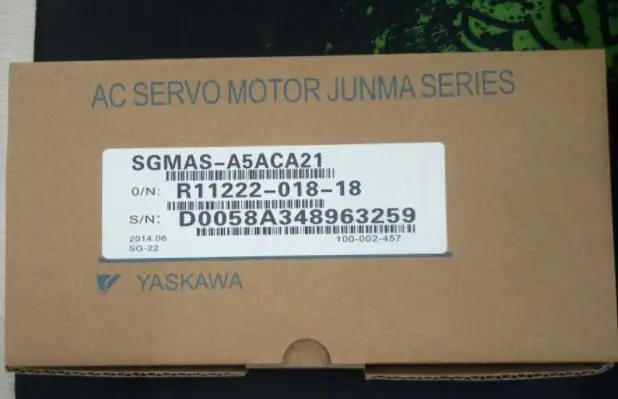 AC SERVO MOTOR JUNMA SERIES
SGMAS-A5ACA21
O/N: R11222-018-18
S/N: D0058A348963259
2014.06 100-002-457
SG-22
YASKAWA